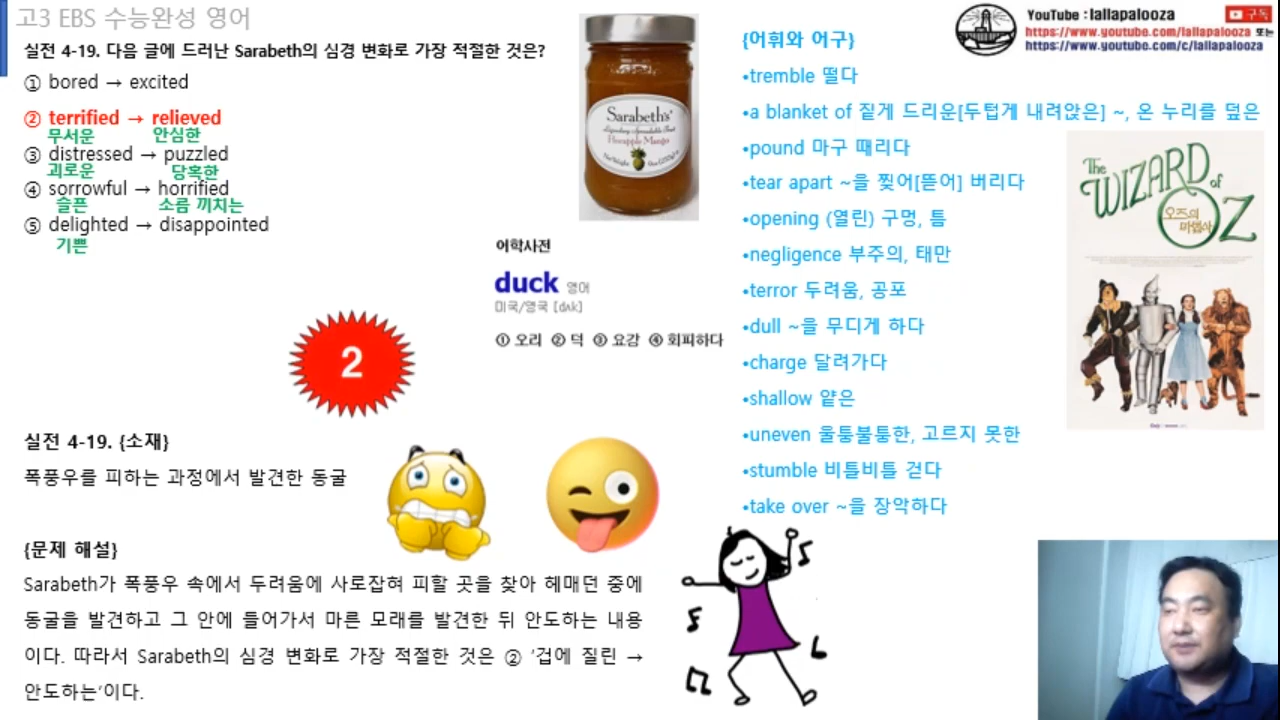 고3 EBS 수능완성 영어
실전 4-19. 다음 글에 드러난 Sarabeth의 심경 변화로 가장 적절한 것은?
① bored → excited
② terrified → relieved
무서운 안심한
③ distressed → puzzled
괴로운 당혹한
④ sorrowful → horrified
슬픈 소름 끼치는
⑤ delighted → disappointed
기쁜
Sarabeth's
Pineapple Mango
어학사전
duck 영어
미국/영국 [dʌk]
① 오리 ② 덕 ③ 요감 ④ 회피하다
2
실전 4-19. {소재}
폭풍우를 피하는 과정에서 발견한 동굴
{문제 해설}
Sarabeth가 폭풍우 속에서 두려움에 사로잡혀 피할 곳을 찾아 헤매던 중에
동굴을 발견하고 그 안에 들어가서 마른 모래를 발견한 뒤 안도하는 내용
이다. 따라서 Sarabeth의 심경 변화로 가장 적절한 것은 ② ‘겁에 질린 →
안도하는’이다.
{어휘와 어구}
•tremble 떨다
•a blanket of 짙게 드리운[두텁게 내려앉은] ~, 온 누리를 덮은
•pound 마구 때리다
•tear apart ~을 찢어[뜯어] 버리다
•opening (열린) 구멍, 틈
•negligence 부주의, 태만
•terror 두려움, 공포
•dull ~을 무디게 하다
•charge 달려가다
•shallow 얕은
•uneven 울퉁불퉁한, 고르지 못한
•stumble 비틀비틀 걷다
•take over ~을 장악하다
YouTube : lallapalooza
구독
https://www.youtube.com/lallapalooza 또는
https://www.youtube.com/c/lallapalooza
The
WIZARD
of
OZ
오즈의
마법사